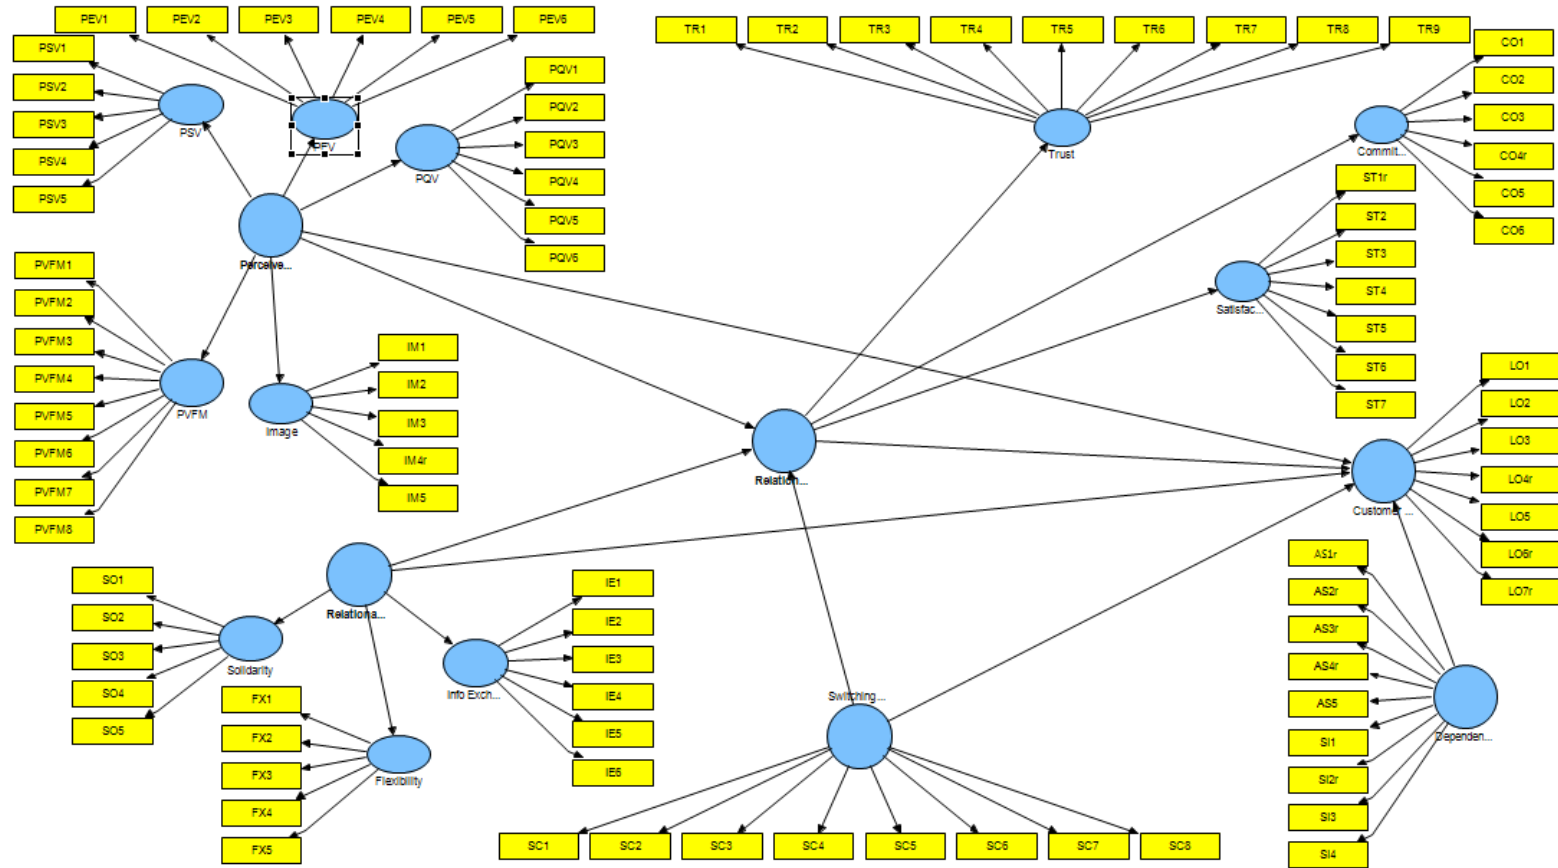 PEV1
PEV2
PEV3
PEV4
PEV5
PEV6
PSV1
PSV2
PSV3
PSV4
PSV5
PSV
PEV
PQV
PQV1
PQV2
PQV3
PQV4
PQV5
PQV6
TR1
TR2
TR3
TR4
TR5
TR6
TR7
TR8
TR9
Trust
CO1
CO2
CO3
CO4r
CO5
CO6
Commit...
ST1r
ST2
ST3
ST4
ST5
ST6
ST7
Satisfac...
Perceive...
PVFM1
PVFM2
PVFM3
PVFM4
PVFM5
PVFM6
PVFM7
PVFM8
PVFM
Image
IM1
IM2
IM3
IM4r
IM5
Relation...
LO1
LO2
LO3
LO4r
LO5
LO6r
LO7r
Customer ...
Relationa...
SO1
SO2
SO3
SO4
SO5
Solidarity
Info Exch...
IE1
IE2
IE3
IE4
IE5
IE6
FX1
FX2
FX3
FX4
FX5
Flexibility
Switching...
SC1
SC2
SC3
SC4
SC5
SC6
SC7
SC8
AS1r
AS2r
AS3r
AS4r
AS5
SI1
SI2r
SI3
SI4
Dependen...